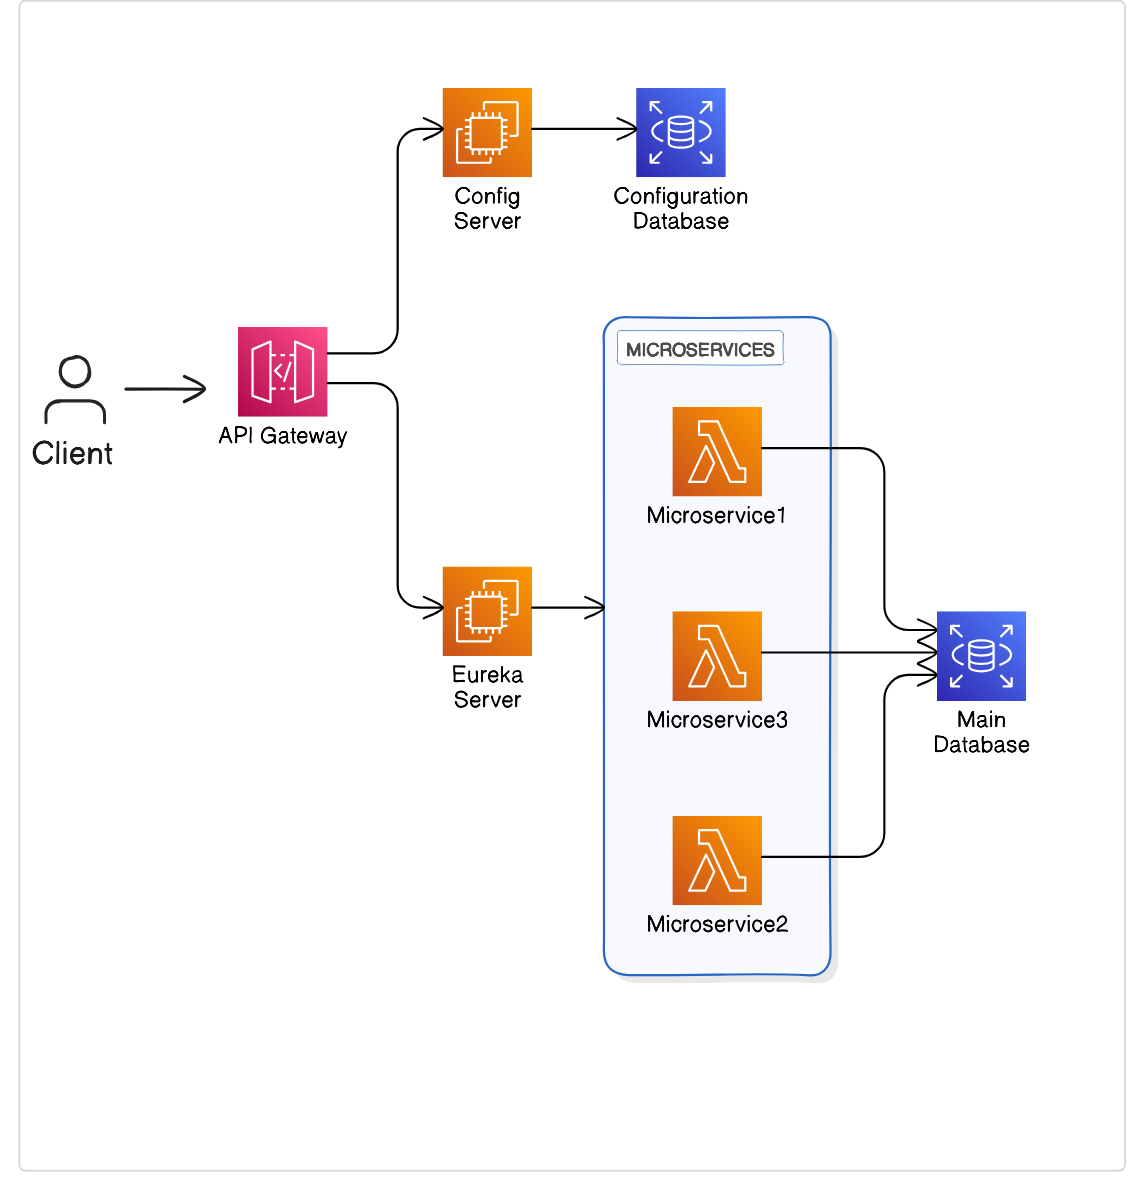 Config
Server
Configuration
Database
MICROSERVICES
Client
API Gateway
Microservice1
Eureka
Server
Microservice3
Main
Database
Microservice2